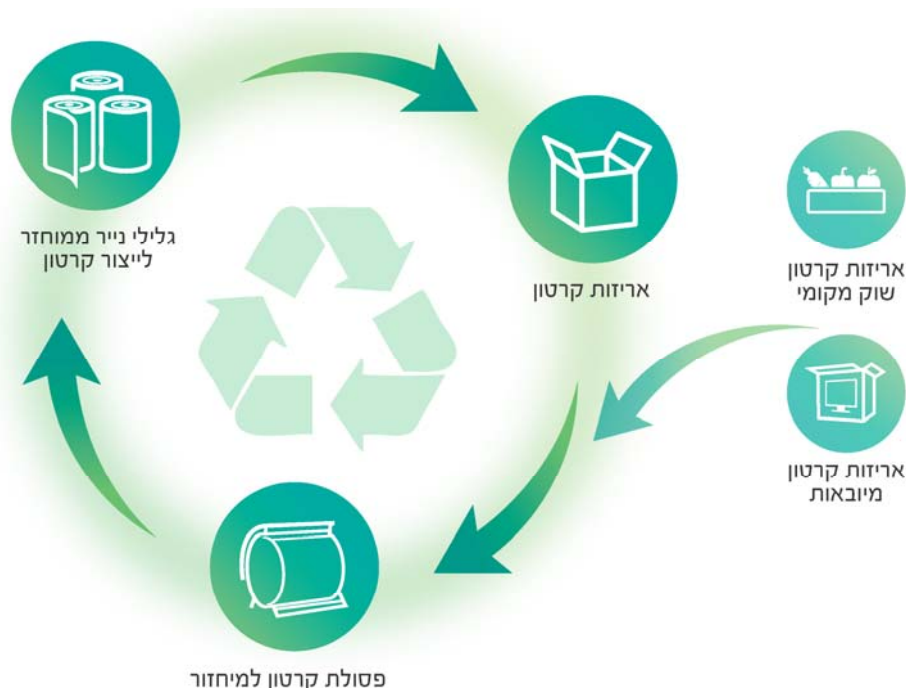 גלילי נייר ממוחזר
לייצור קרטון
אריזות קרטון
אריזות קרטון
שוק מקומי
אריזות קרטון
מיובאות
פסולת קרטון למיחזור